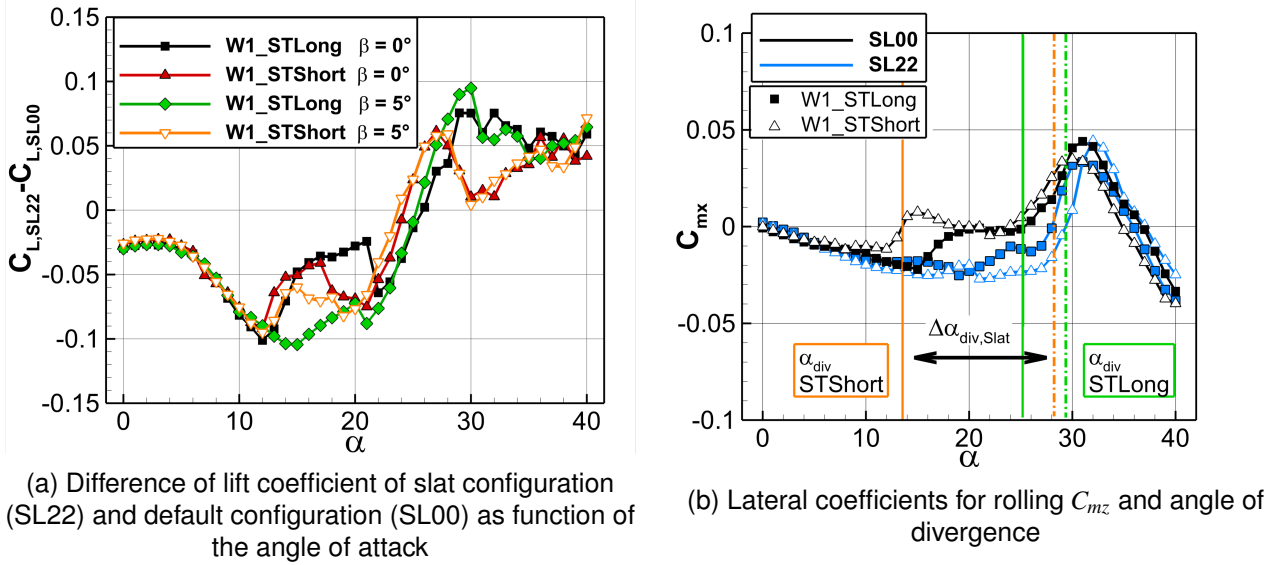 0.15
0.1
0.05
0
-0.05
-0.1
-0.15
C_L,SL22-C_L,SL00
W1_STLong β = 0°
W1_STShort β = 0°
W1_STLong β = 5°
W1_STShort β = 5°
0 10 20 30 40
α
(a) Difference of lift coefficient of slat configuration
(SL22) and default configuration (SL00) as function of
the angle of attack
0.1
0.05
0
-0.05
-0.1
C_mx
SL00
SL22
W1_STLong
W1_STShort
Δα_div,Slat
α_div
STShort
α_div
STLong
0 10 20 30 40
α
(b) Lateral coefficients for rolling C_mz and angle of
divergence